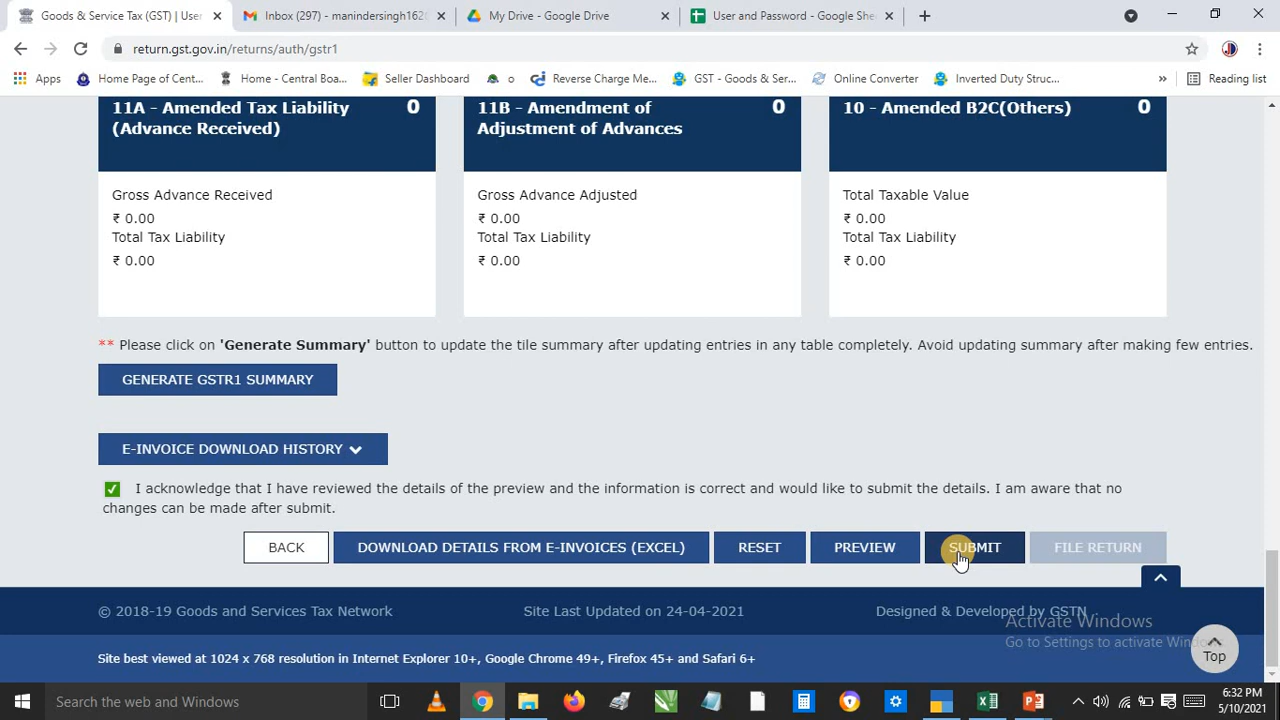 Goods & Service Tax (GST) | User
Inbox (297) - manindersingh162
My Drive - Google Drive
User and Password - Google She
return.gst.gov.in/returns/auth/gstr1
Apps
Home Page of Cent...
Home - Central Boa...
Seller Dashboard
o
Reverse Charge Me...
GST - Goods & Ser...
Online Converter
Inverted Duty Struc...
»
Reading list
11A - Amended Tax Liability (Advance Received) 0
11B - Amendment of Adjustment of Advances 0
10 - Amended B2C(Others) 0
Gross Advance Received
₹ 0.00
Total Tax Liability
₹ 0.00
Gross Advance Adjusted
₹ 0.00
Total Tax Liability
₹ 0.00
Total Taxable Value
₹ 0.00
Total Tax Liability
₹ 0.00
** Please click on 'Generate Summary' button to update the tile summary after updating entries in any table completely. Avoid updating summary after making few entries.
GENERATE GSTR1 SUMMARY
E-INVOICE DOWNLOAD HISTORY
I acknowledge that I have reviewed the details of the preview and the information is correct and would like to submit the details. I am aware that no
changes can be made after submit.
BACK
DOWNLOAD DETAILS FROM E-INVOICES (EXCEL)
RESET
PREVIEW
SUBMIT
FILE RETURN
© 2018-19 Goods and Services Tax Network
Site Last Updated on 24-04-2021
Designed & Developed by GSTN
Activate Windows
Go to Settings to activate Windows.
Top
Site best viewed at 1024 x 768 resolution in Internet Explorer 10+, Google Chrome 49+, Firefox 45+ and Safari 6+
Search the web and Windows
6:32 PM
5/10/2021